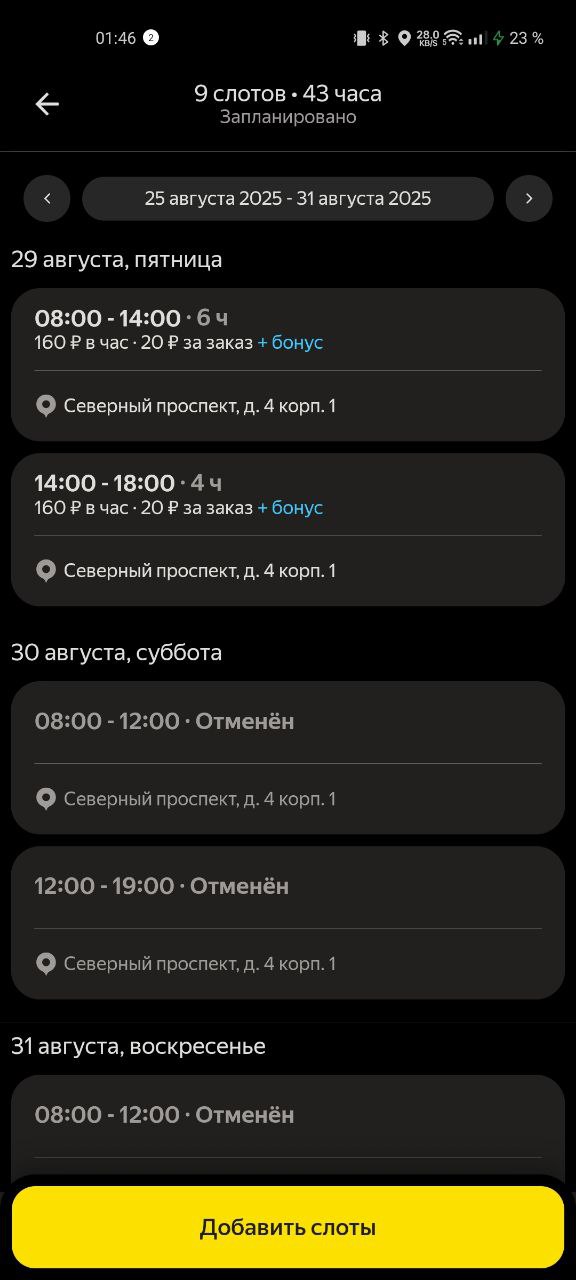 01:46 2 28.0 KB/S 5 23 %
9 слотов • 43 часа
Запланировано
25 августа 2025 - 31 августа 2025
29 августа, пятница
08:00 - 14:00 · 6 ч
160 ₽ в час · 20 ₽ за заказ + бонус
Северный проспект, д. 4 корп. 1
14:00 - 18:00 · 4 ч
160 ₽ в час · 20 ₽ за заказ + бонус
Северный проспект, д. 4 корп. 1
30 августа, суббота
08:00 - 12:00 · Отменён
Северный проспект, д. 4 корп. 1
12:00 - 19:00 · Отменён
Северный проспект, д. 4 корп. 1
31 августа, воскресенье
08:00 - 12:00 · Отменён
Добавить слоты